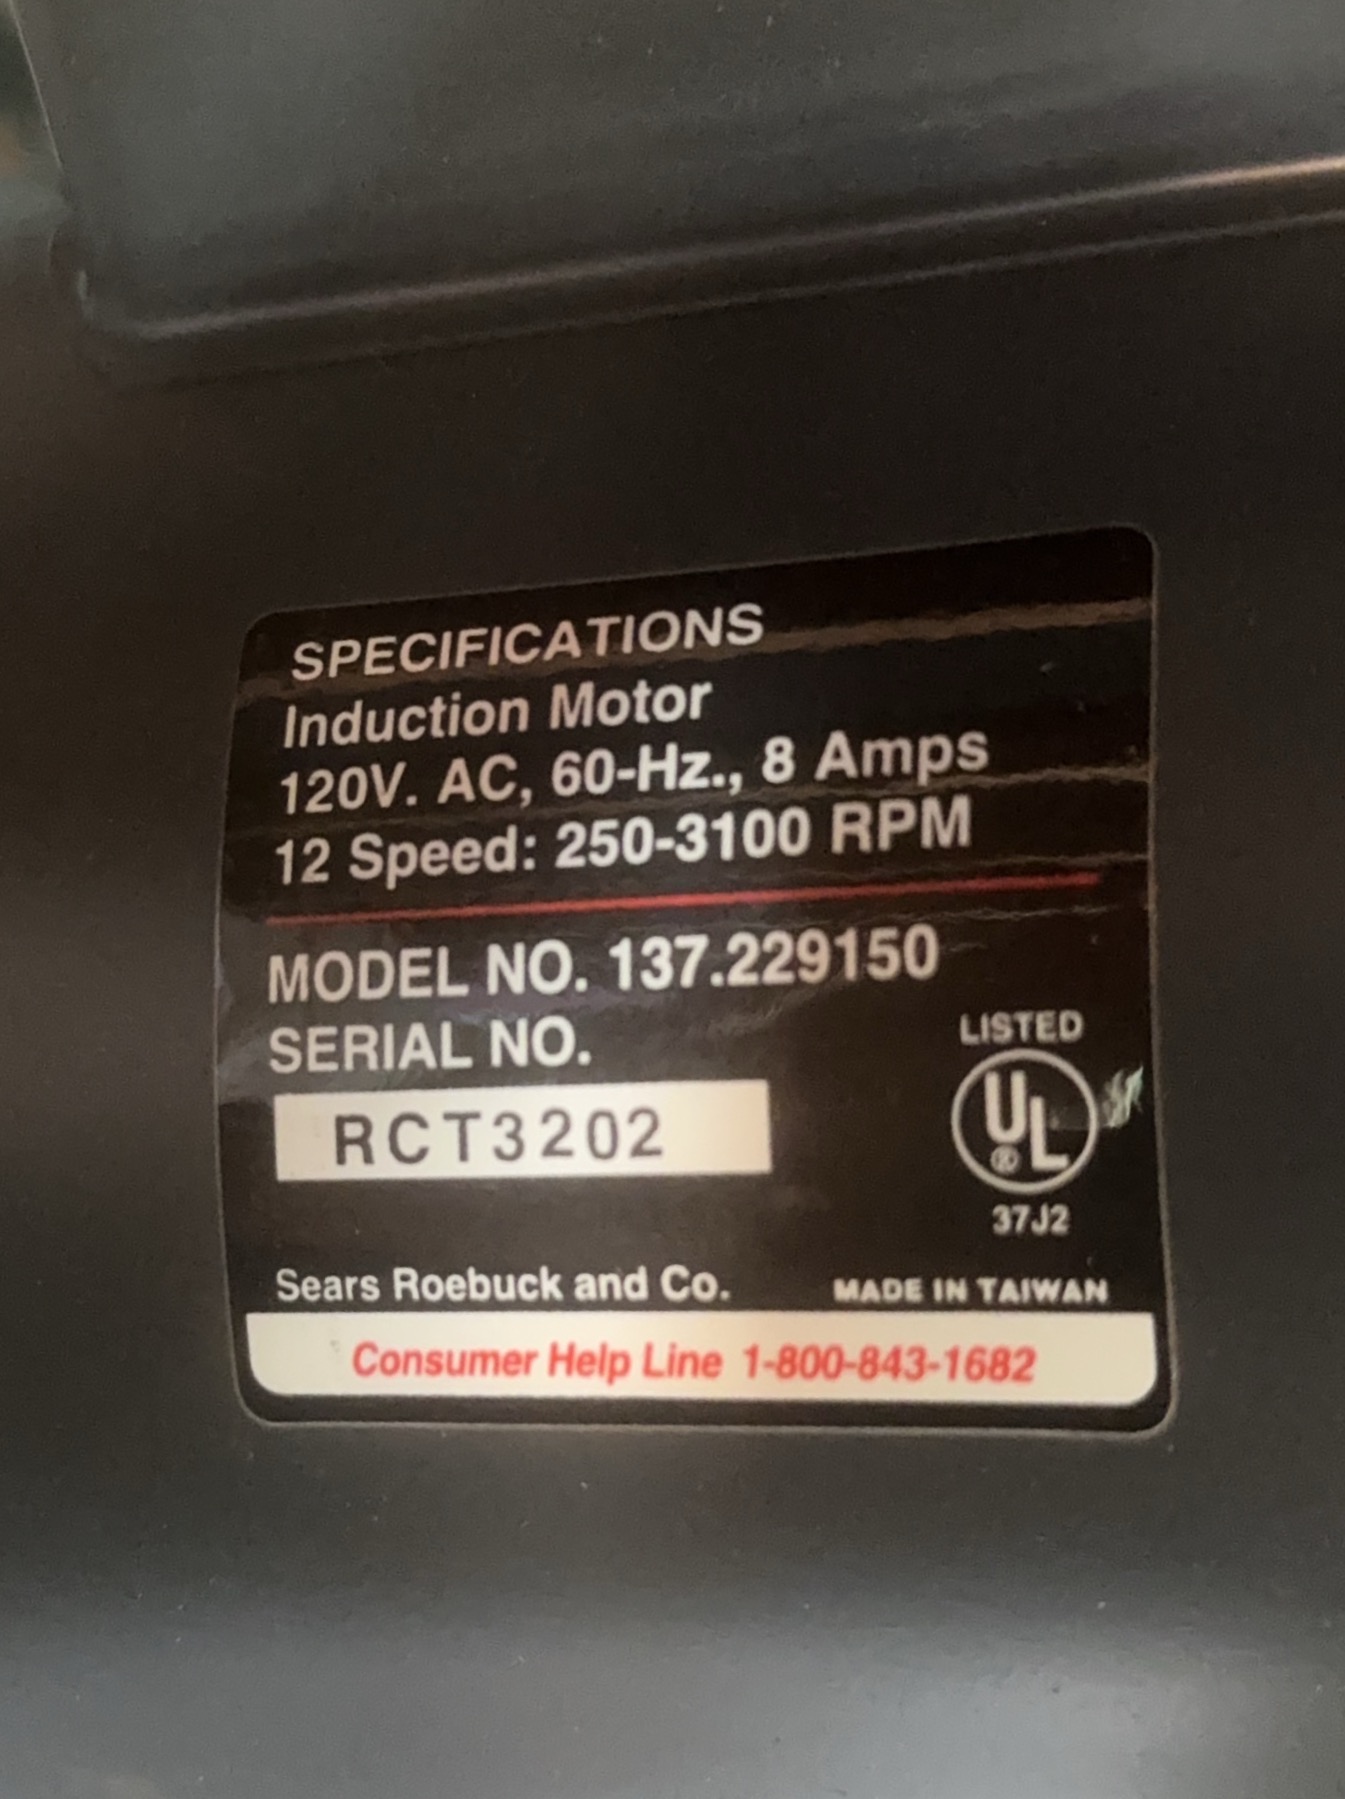 SPECIFICATIONS
Induction Motor
120V. AC, 60-Hz., 8 Amps
12 Speed: 250-3100 RPM
MODEL NO. 137.229150
SERIAL NO.
RCT3202
LISTED
UL
®
37J2
Sears Roebuck and Co.
MADE IN TAIWAN
Consumer Help Line 1-800-843-1682